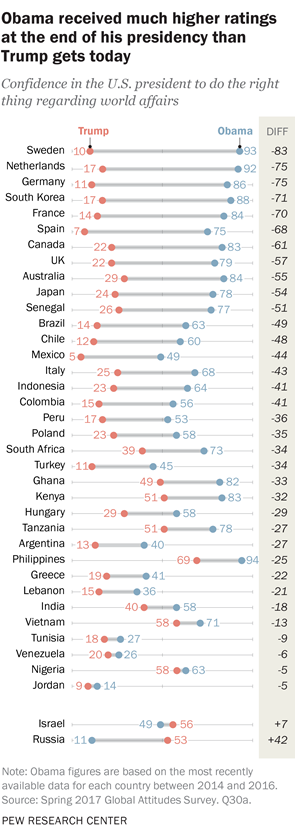 Obama received much higher ratings
at the end of his presidency than
Trump gets today
Confidence in the U.S. president to do the right
thing regarding world affairs
Trump Obama DIFF
Sweden 10 93 -83
Netherlands 17 92 -75
Germany 11 86 -75
South Korea 17 88 -71
France 14 84 -70
Spain 7 75 -68
Canada 22 83 -61
UK 22 79 -57
Australia 29 84 -55
Japan 24 78 -54
Senegal 26 77 -51
Brazil 14 63 -49
Chile 12 60 -48
Mexico 5 49 -44
Italy 25 68 -43
Indonesia 23 64 -41
Colombia 15 56 -41
Peru 17 53 -36
Poland 23 58 -35
South Africa 39 73 -34
Turkey 11 45 -34
Ghana 49 82 -33
Kenya 51 83 -32
Hungary 29 58 -29
Tanzania 51 78 -27
Argentina 13 40 -27
Philippines 69 94 -25
Greece 19 41 -22
Lebanon 15 36 -21
India 40 58 -18
Vietnam 58 71 -13
Tunisia 18 27 -9
Venezuela 20 26 -6
Nigeria 58 63 -5
Jordan 9 14 -5
Israel 49 56 +7
Russia 11 53 +42
Note: Obama figures are based on the most recently
available data for each country between 2014 and 2016.
Source: Spring 2017 Global Attitudes Survey. Q30a.
PEW RESEARCH CENTER